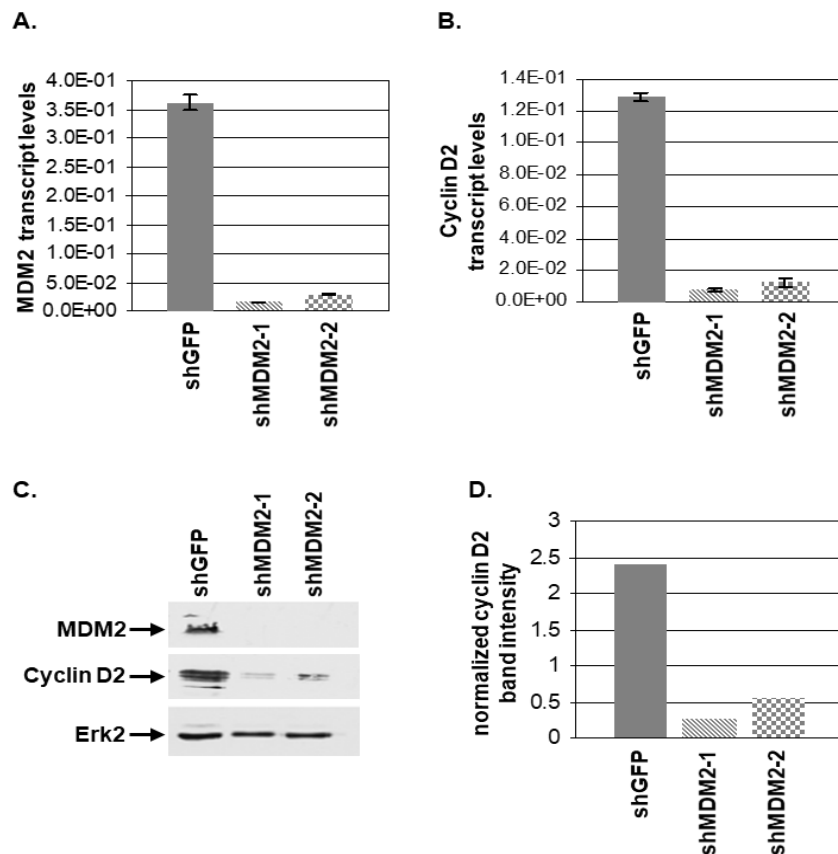 A.
MDM2 transcript levels
4.0E-01
3.5E-01
3.0E-01
2.5E-01
2.0E-01
1.5E-01
1.0E-01
5.0E-02
0.0E+00
shGFP
shMDM2-1
shMDM2-2
B.
Cyclin D2
transcript levels
1.4E-01
1.2E-01
1.0E-01
8.0E-02
6.0E-02
4.0E-02
2.0E-02
0.0E+00
shGFP
shMDM2-1
shMDM2-2
C.
shGFP
shMDM2-1
shMDM2-2
MDM2
Cyclin D2
Erk2
D.
normalized cyclin D2
band intensity
3
2.5
2
1.5
1
0.5
0
shGFP
shMDM2-1
shMDM2-2